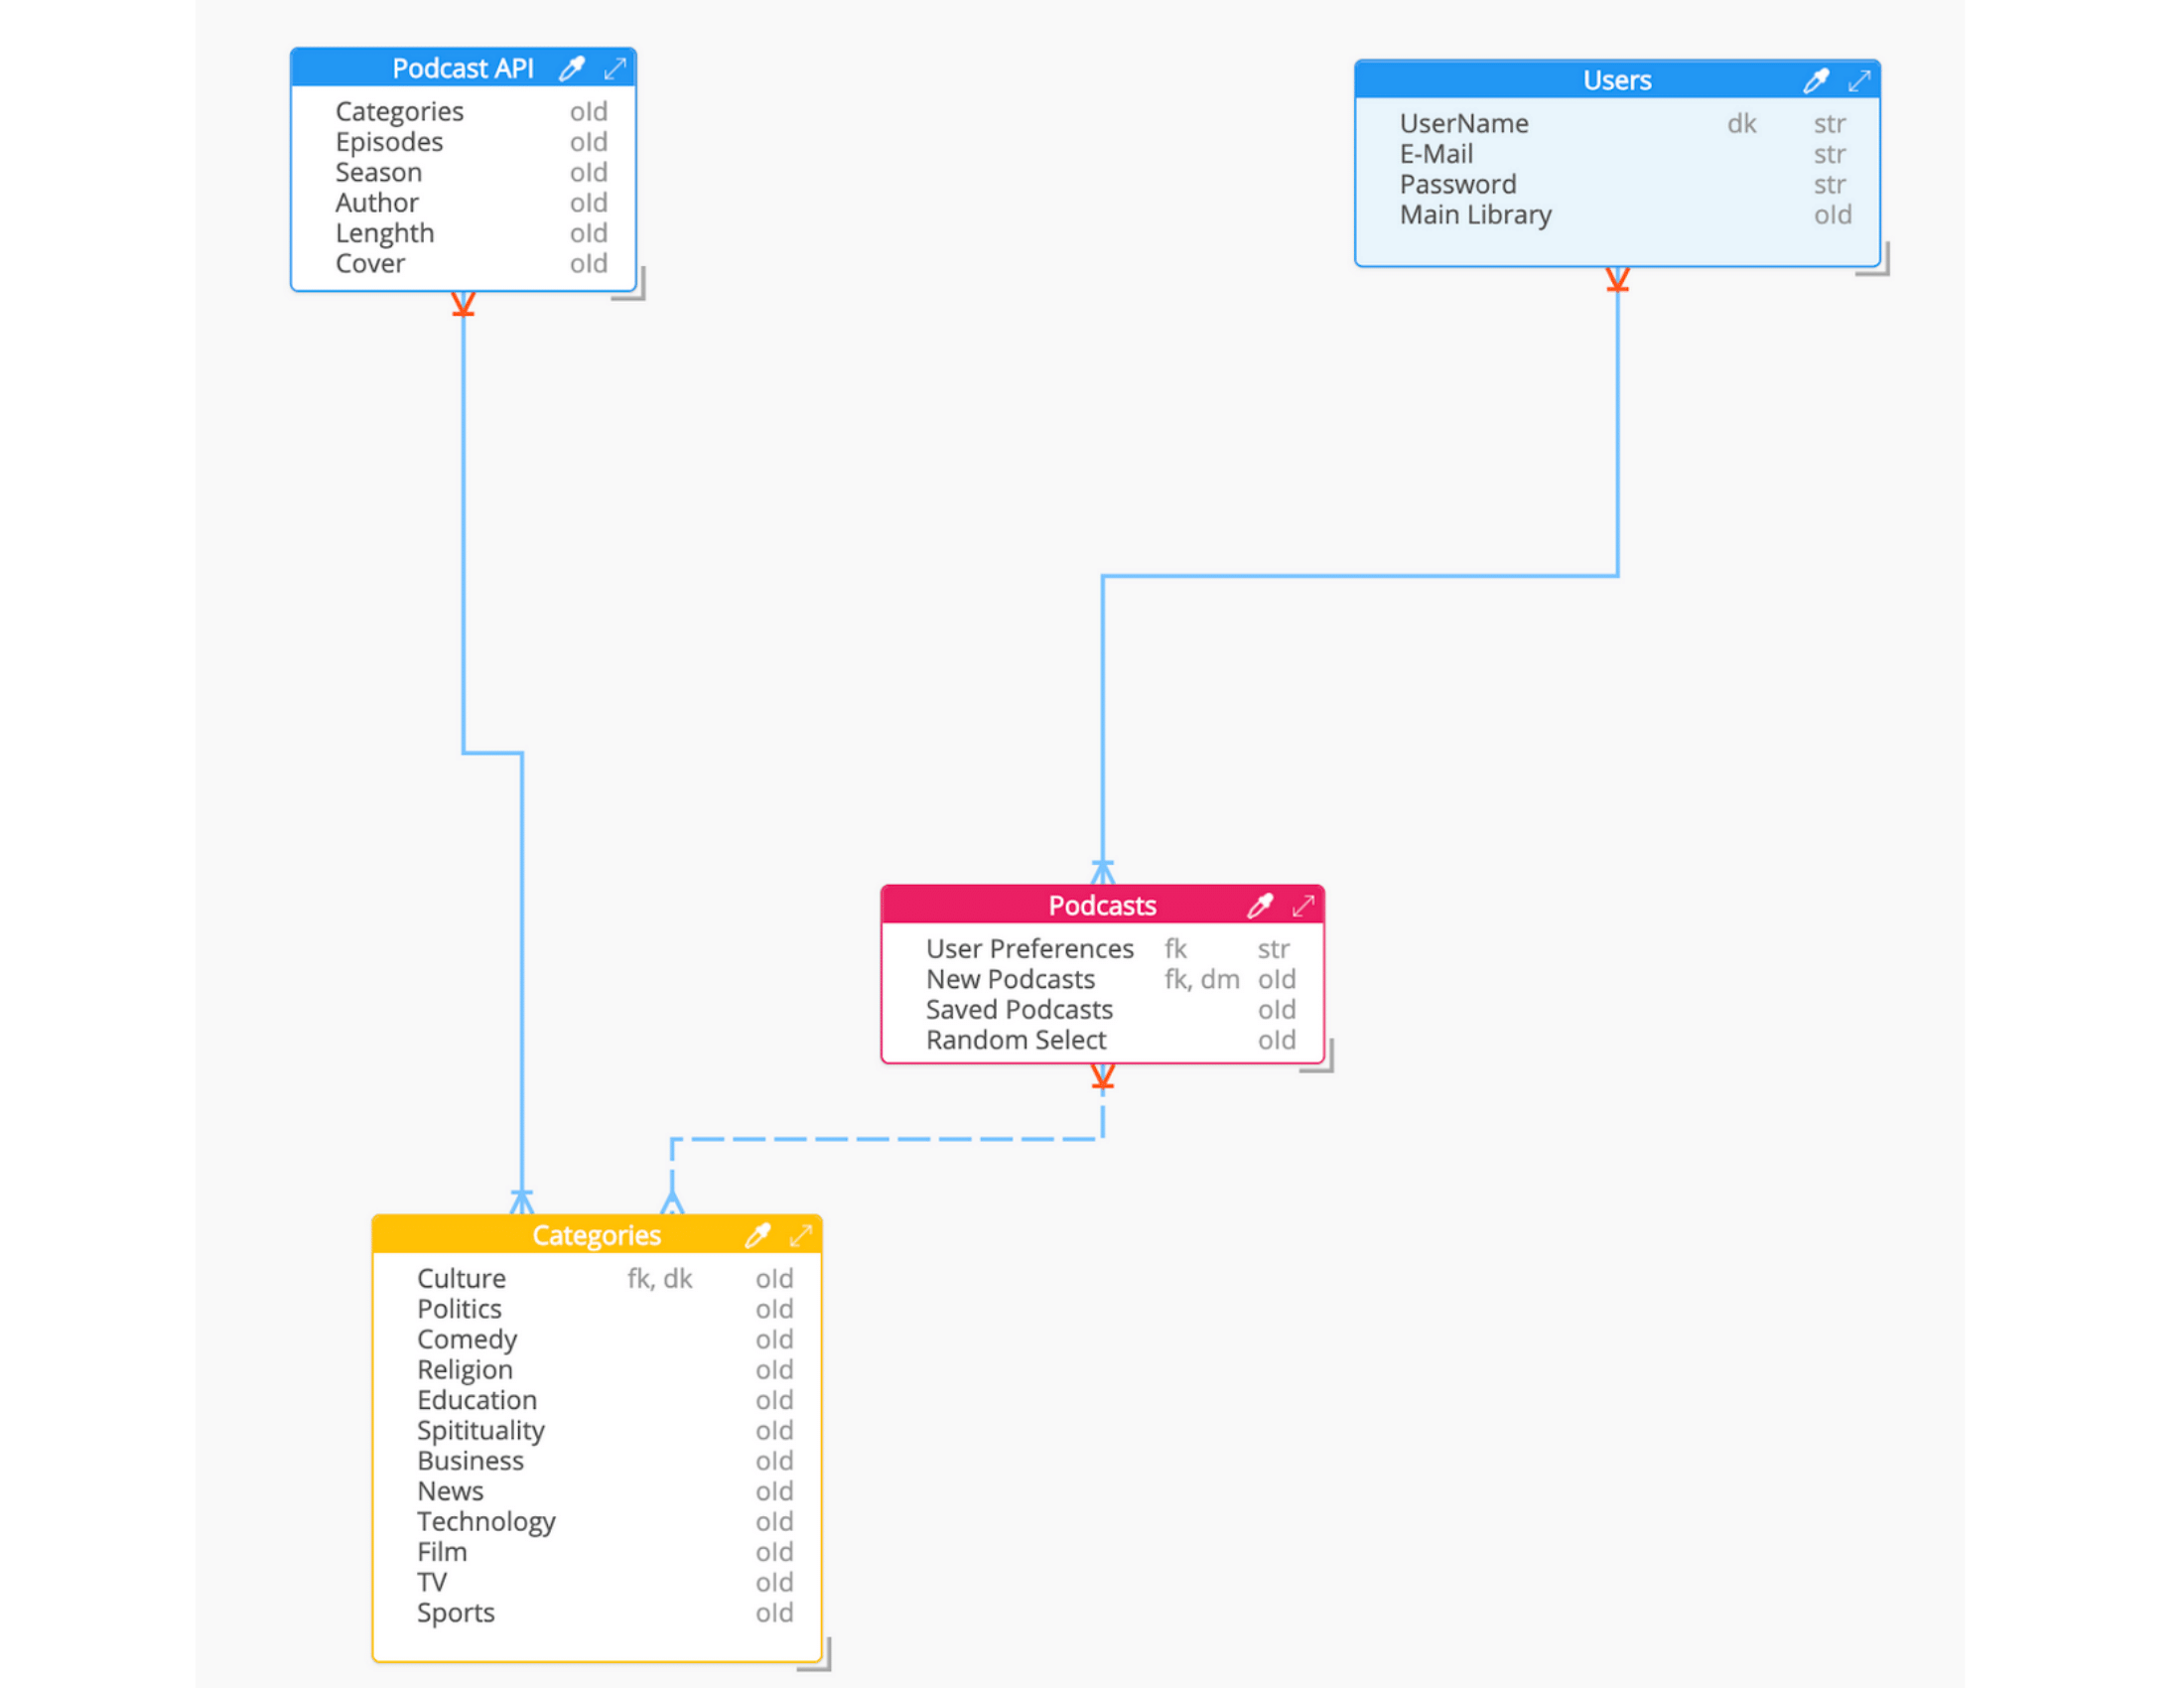 Podcast API
Categories old
Episodes old
Season old
Author old
Lenghth old
Cover old
Users
UserName dk str
E-Mail str
Password str
Main Library old
Podcasts
User Preferences fk str
New Podcasts fk, dm old
Saved Podcasts old
Random Select old
Categories
Culture fk, dk old
Politics old
Comedy old
Religion old
Education old
Spitituality old
Business old
News old
Technology old
Film old
TV old
Sports old